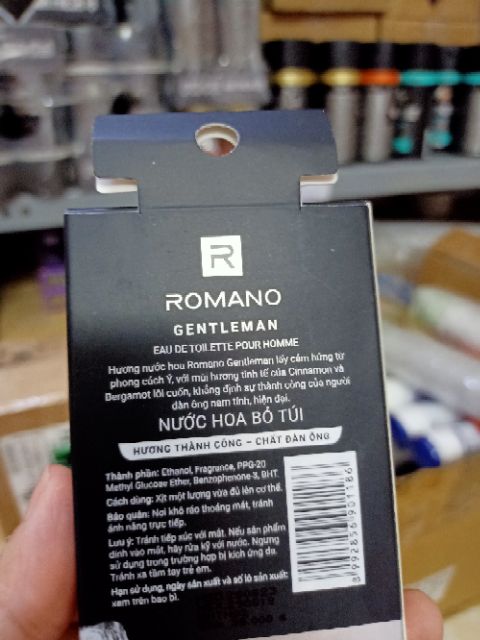 R
ROMANO
GENTLEMAN
EAU DE TOILETTE POUR HOMME
Hương nước hoa Romano Gentleman lấy cảm hứng từ
phong cách Ý, với mùi hương tinh tế của Cinnamon và
Bergamot lôi cuốn, khẳng định sự thành công của người
đàn ông nam tính, hiện đại.
NƯỚC HOA BỎ TÚI
HƯƠNG THÀNH CÔNG – CHẤT ĐÀN ÔNG
Thành phần: Ethanol, Fragrance, PPG-20
Methyl Glucose Ether, Benzophenone-3, BHT.
Cách dùng: Xịt một lượng vừa đủ lên cơ thể.
Bảo quản: Nơi khô ráo thoáng mát, tránh
ánh nắng trực tiếp.
Lưu ý: Tránh tiếp xúc với mắt. Nếu sản phẩm
dính vào mắt, hãy rửa kỹ với nước. Ngưng
sử dụng trong trường hợp bị kích ứng da.
Tránh xa tầm tay trẻ em.
Hạn sử dụng, ngày sản xuất và số lô sản xuất:
xem trên bao bì.
8992856901186